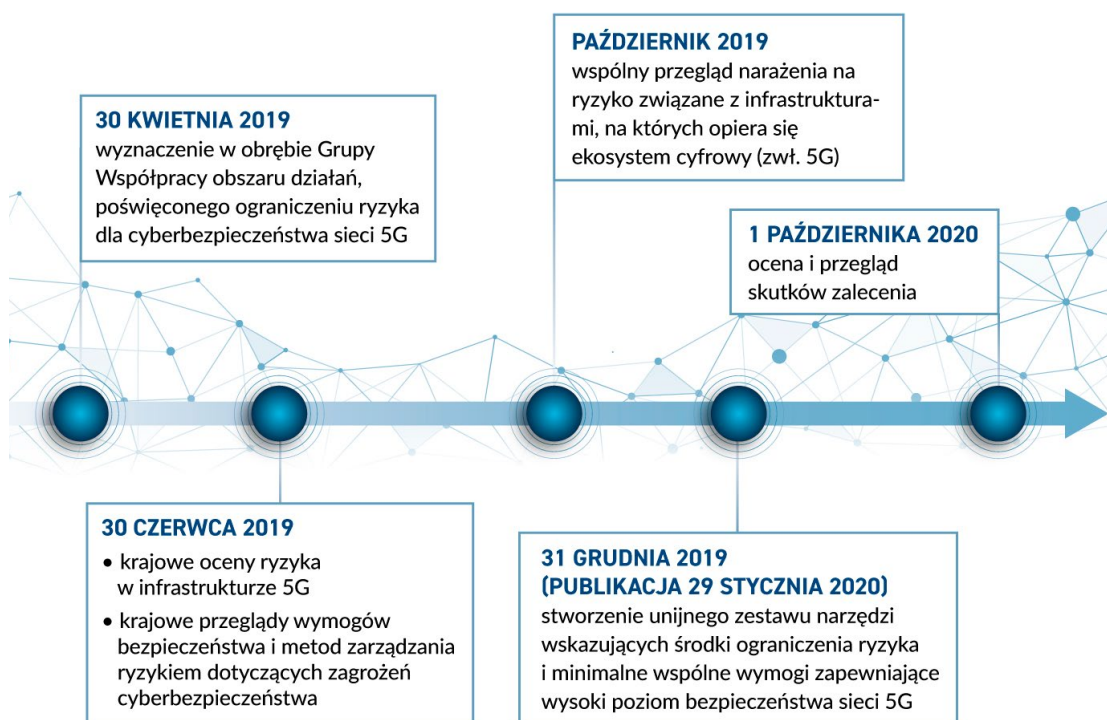 30 KWIETNIA 2019
wyznaczenie w obrębie Grupy
Współpracy obszaru działań,
poświęconego ograniczeniu ryzyka
dla cyberbezpieczeństwa sieci 5G
30 CZERWCA 2019
• krajowe oceny ryzyka
w infrastrukturze 5G
• krajowe przeglądy wymogów
bezpieczeństwa i metod zarządzania
ryzykiem dotyczących zagrożeń
cyberbezpieczeństwa
PAŹDZIERNIK 2019
wspólny przegląd narażenia na
ryzyko związane z infrastruktura-
mi, na których opiera się
ekosystem cyfrowy (zwł. 5G)
31 GRUDNIA 2019
(PUBLIKACJA 29 STYCZNIA 2020)
stworzenie unijnego zestawu narzędzi
wskazujących środki ograniczenia ryzyka
i minimalne wspólne wymogi zapewniające
wysoki poziom bezpieczeństwa sieci 5G
1 PAŹDZIERNIKA 2020
ocena i przegląd
skutków zalecenia